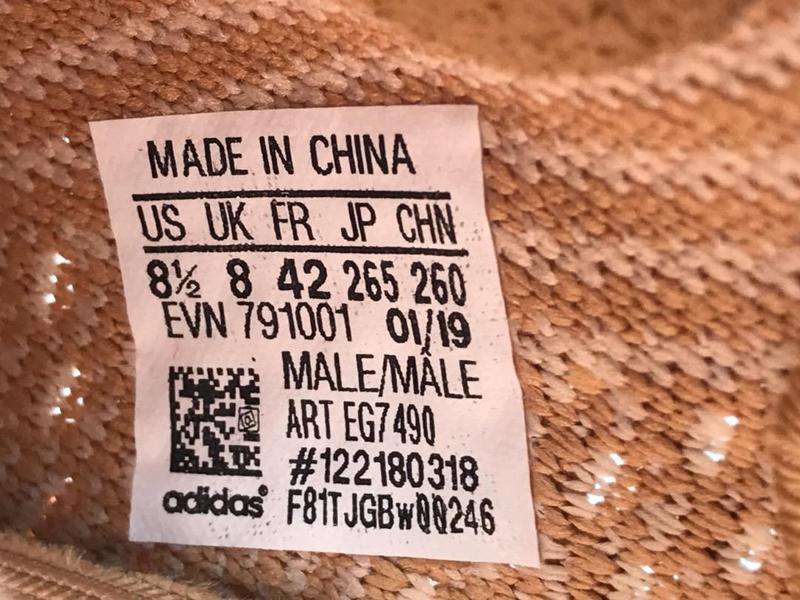 MADE IN CHINA
US UK FR JP CHN
8½ 8 42 265 260
EVN 791001 01/19
MALE/MÂLE
ART EG7490
#122180318
adidas® F81TJGBwQQ246